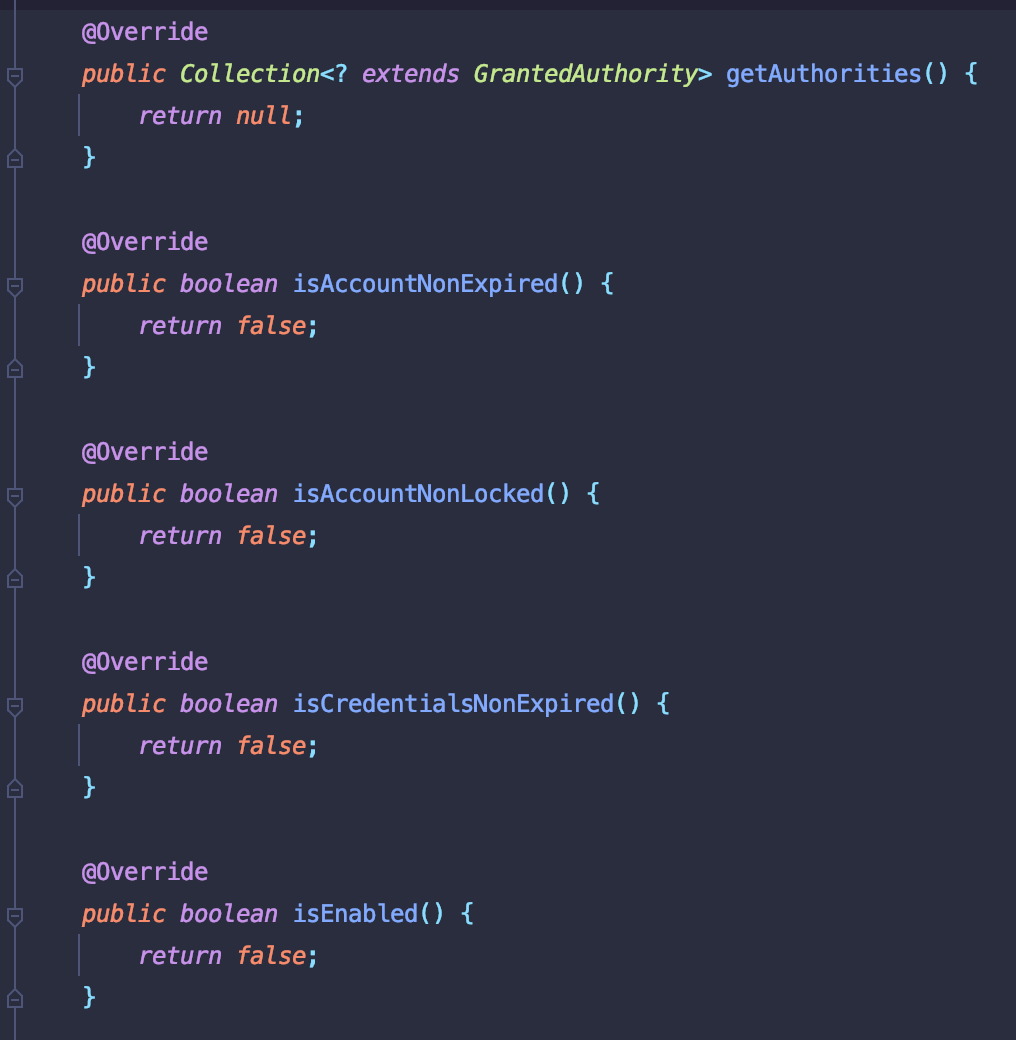 @Override
public Collection<? extends GrantedAuthority> getAuthorities() {
return null;
}
@Override
public boolean isAccountNonExpired() {
return false;
}
@Override
public boolean isAccountNonLocked() {
return false;
}
@Override
public boolean isCredentialsNonExpired() {
return false;
}
@Override
public boolean isEnabled() {
return false;
}